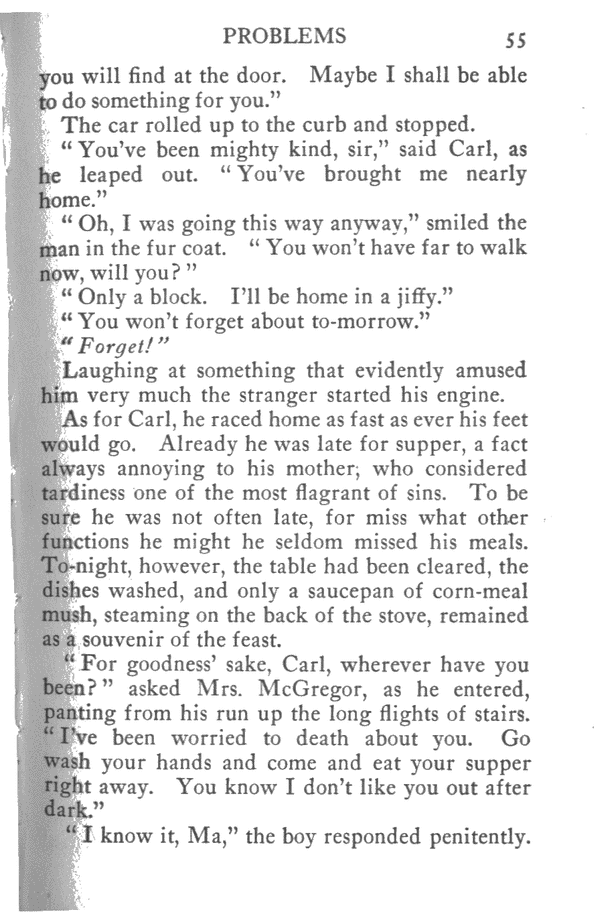 PROBLEMS 55
you will find at the door. Maybe I shall be able
to do something for you.”
The car rolled up to the curb and stopped.
“ You’ve been mighty kind, sir,” said Carl, as
he leaped out. “ You’ve brought me nearly
home.”
“ Oh, I was going this way anyway,” smiled the
man in the fur coat. “ You won’t have far to walk
now, will you? ”
“ Only a block. I’ll be home in a jiffy.”
“ You won’t forget about to-morrow.”
“ Forget! ”
Laughing at something that evidently amused
him very much the stranger started his engine.
As for Carl, he raced home as fast as ever his feet
would go. Already he was late for supper, a fact
always annoying to his mother, who considered
tardiness one of the most flagrant of sins. To be
sure he was not often late, for miss what other
functions he might he seldom missed his meals.
To-night, however, the table had been cleared, the
dishes washed, and only a saucepan of corn-meal
mush, steaming on the back of the stove, remained
as a souvenir of the feast.
“ For goodness’ sake, Carl, wherever have you
been? ” asked Mrs. McGregor, as he entered,
panting from his run up the long flights of stairs.
“ I’ve been worried to death about you. Go
wash your hands and come and eat your supper
right away. You know I don’t like you out after
dark.”
“ I know it, Ma,” the boy responded penitently.